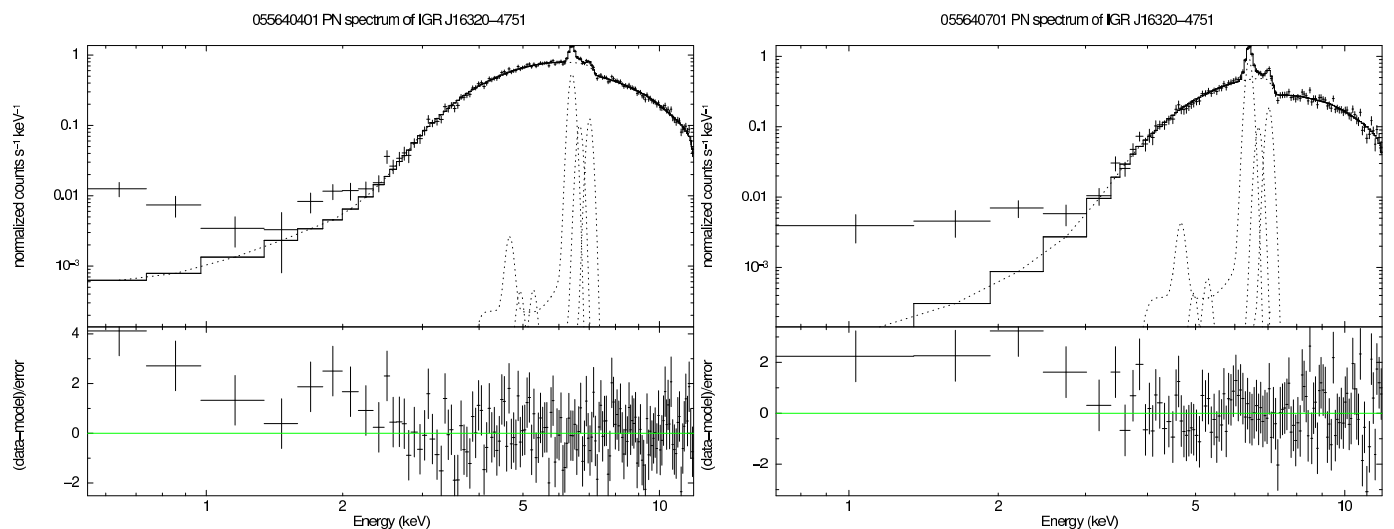 055640401 PN spectrum of IGR J16320−4751
normalized counts s⁻¹ keV⁻¹
1
0.1
0.01
10⁻³
(data−model)/error
4
2
0
−2
1
2
5
10
Energy (keV)
055640701 PN spectrum of IGR J16320−4751
normalized counts s⁻¹ keV⁻¹
1
0.1
0.01
10⁻³
(data−model)/error
2
0
−2
1
2
5
10
Energy (keV)